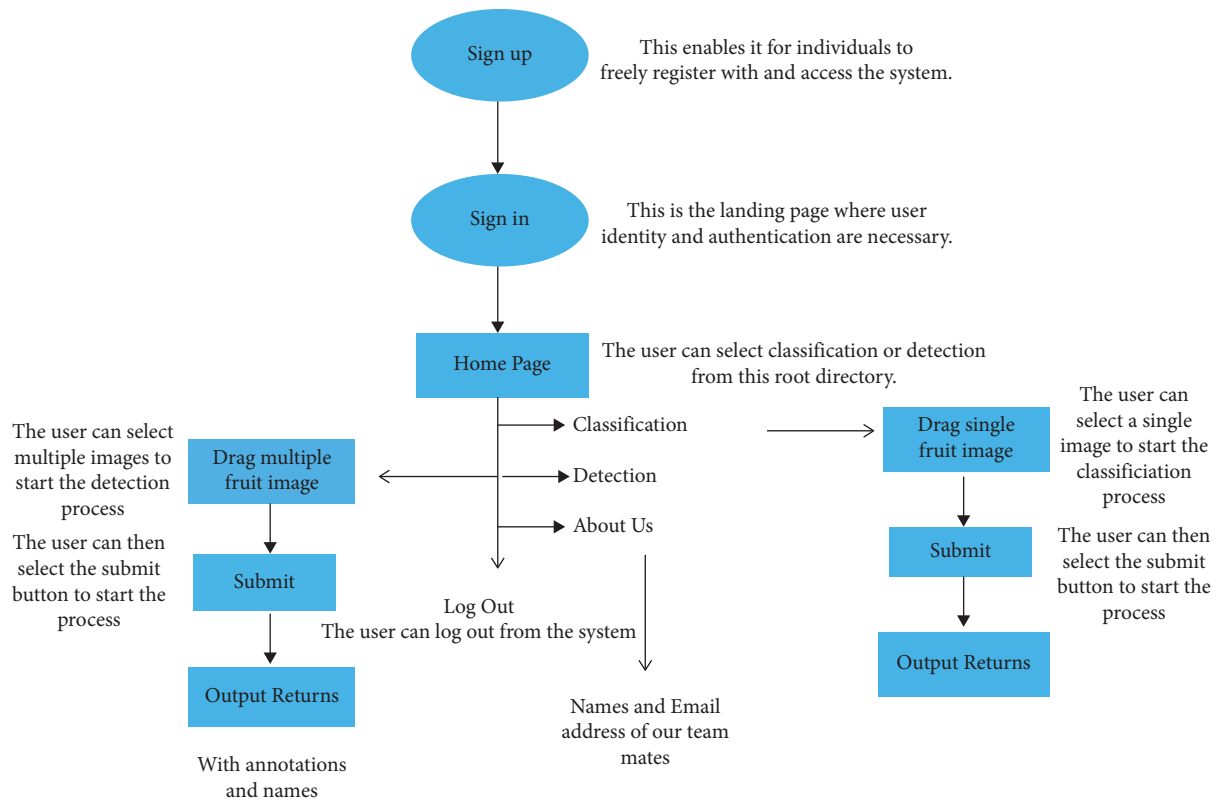 Sign up
This enables it for individuals to
freely register with and access the system.
Sign in
This is the landing page where user
identity and authentication are necessary.
Home Page
The user can select classification or detection
from this root directory.
Classification
Detection
About Us
Log Out
The user can log out from the system
Names and Email
address of our team
mates
The user can select
multiple images to
start the detection
process
Drag multiple
fruit image
The user can then
select the submit
button to start the
process
Submit
Output Returns
With annotations
and names
Drag single
fruit image
The user can
select a single
image to start the
classificiation
process
Submit
The user can then
select the submit
button to start the
process
Output Returns